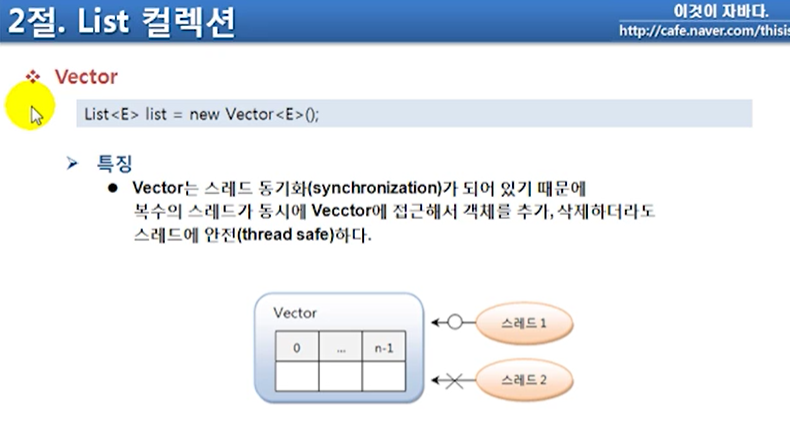 2절. List 컬렉션
이것이 자바다.
http://cafe.naver.com/thisis
Vector
List<E> list = new Vector<E>();
특징
Vector는 스레드 동기화(synchronization)가 되어 있기 때문에
복수의 스레드가 동시에 Vecctor에 접근해서 객체를 추가, 삭제하더라도
스레드에 안전(thread safe)하다.
Vector
스레드 1
0 ... n-1
스레드 2